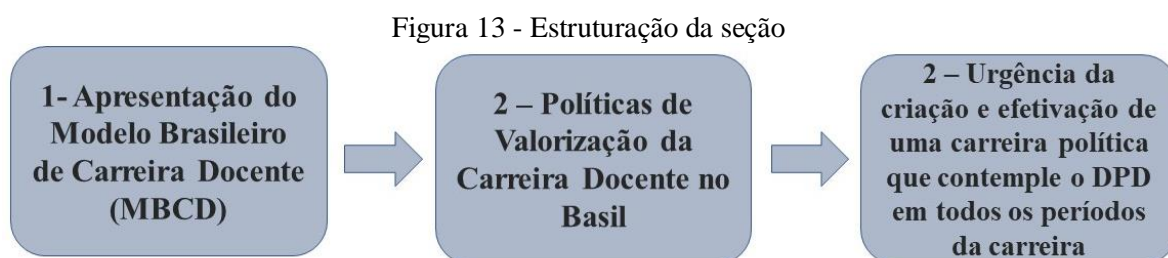 Figura 13 - Estruturação da seção
1- Apresentação do
Modelo Brasileiro
de Carreira Docente
(MBCD)
2 – Políticas de
Valorização da
Carreira Docente no
Basil
2 – Urgência da
criação e efetivação de
uma carreira política
que contemple o DPD
em todos os períodos
da carreira